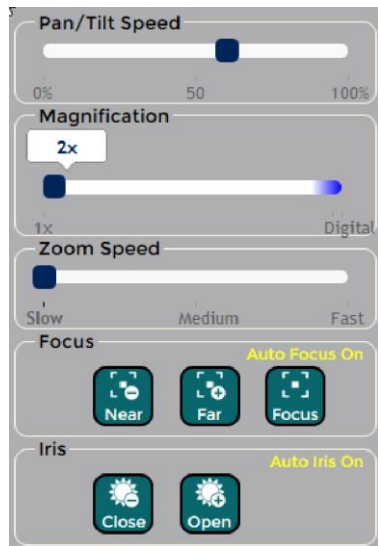 Pan/Tilt Speed
0% 50 100%
Magnification
2x
1x Digital
Zoom Speed
Slow Medium Fast
Focus
Auto Focus On
Near Far Focus
Iris
Auto Iris On
Close Open